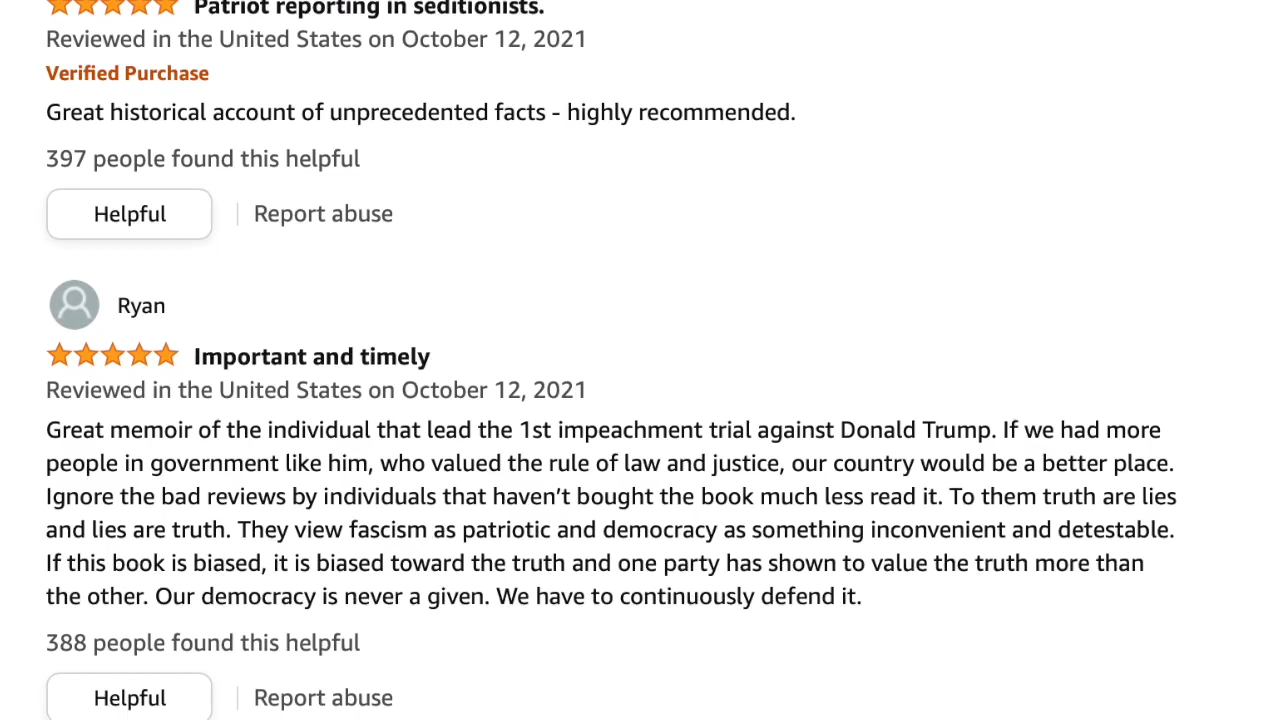 Patriot reporting in seditionists.
Reviewed in the United States on October 12, 2021
Verified Purchase
Great historical account of unprecedented facts - highly recommended.
397 people found this helpful
Helpful
Report abuse
Ryan
Important and timely
Reviewed in the United States on October 12, 2021
Great memoir of the individual that lead the 1st impeachment trial against Donald Trump. If we had more
people in government like him, who valued the rule of law and justice, our country would be a better place.
Ignore the bad reviews by individuals that haven’t bought the book much less read it. To them truth are lies
and lies are truth. They view fascism as patriotic and democracy as something inconvenient and detestable.
If this book is biased, it is biased toward the truth and one party has shown to value the truth more than
the other. Our democracy is never a given. We have to continuously defend it.
388 people found this helpful
Helpful
Report abuse